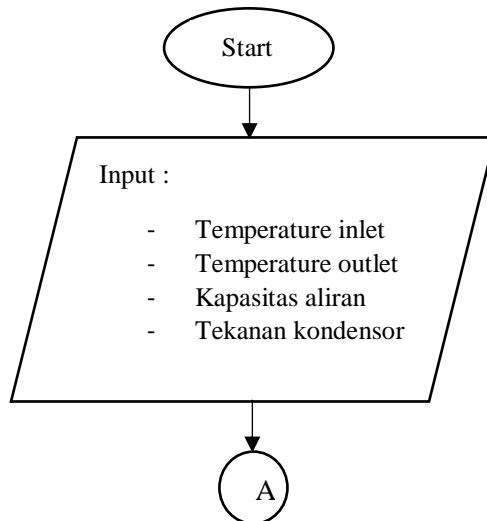 Start
Input :
- Temperature inlet
- Temperature outlet
- Kapasitas aliran
- Tekanan kondensor
A